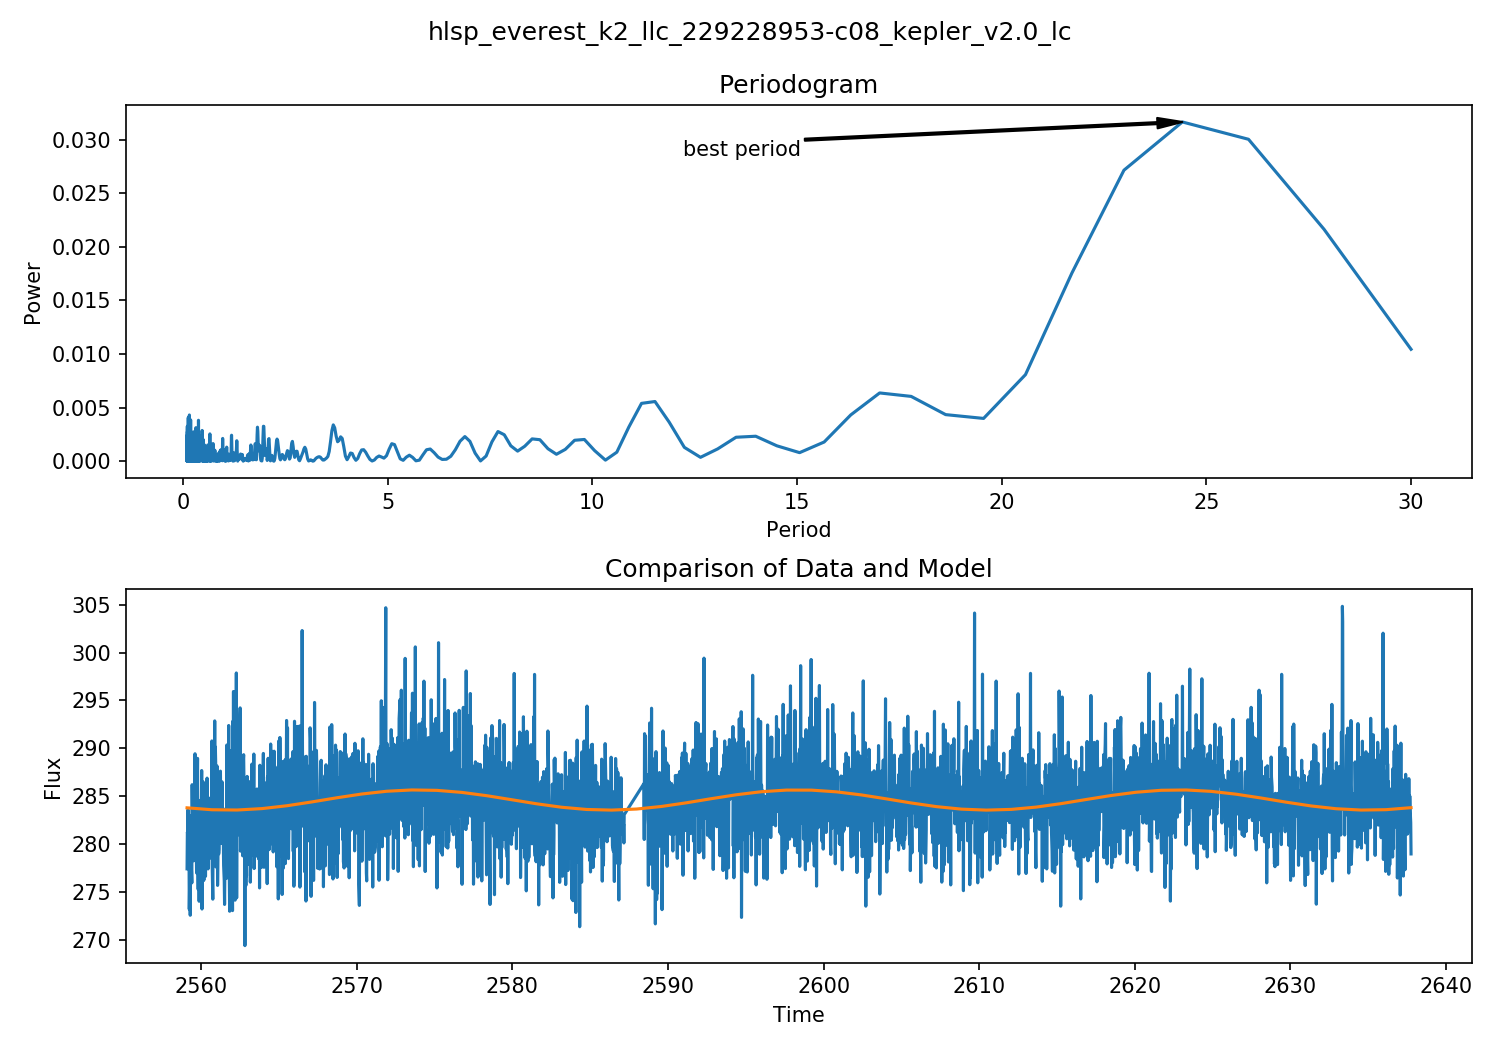 hlsp_everest_k2_llc_229228953-c08_kepler_v2.0_lc
Periodogram
0.030
0.025
0.020
0.015
0.010
0.005
0.000
Power
best period
0 5 10 15 20 25 30
Period
Comparison of Data and Model
305
300
295
290
285
280
275
270
Flux
2560 2570 2580 2590 2600 2610 2620 2630 2640
Time